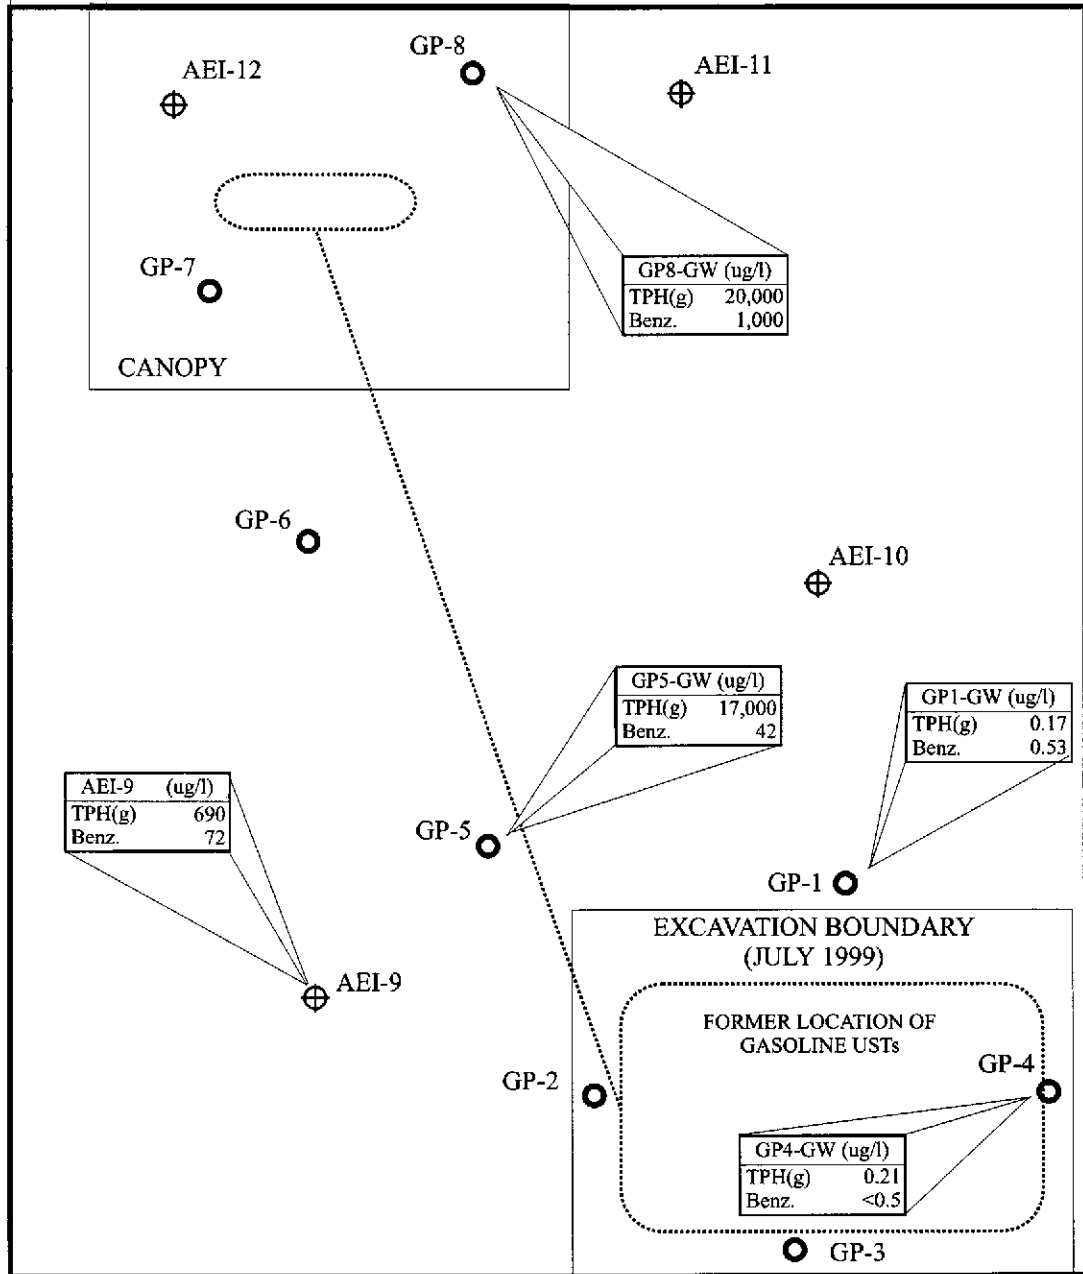 GP-8
AEI-12
AEI-11
GP-7
GP8-GW (ug/l)
TPH(g) 20,000
Benz. 1,000
CANOPY
GP-6
AEI-10
GP5-GW (ug/l)
TPH(g) 17,000
Benz. 42
GP1-GW (ug/l)
TPH(g) 0.17
Benz. 0.53
AEI-9 (ug/l)
TPH(g) 690
Benz. 72
GP-5
GP-1
EXCAVATION BOUNDARY
(JULY 1999)
AEI-9
FORMER LOCATION OF
GASOLINE USTs
GP-2
GP-4
GP4-GW (ug/l)
TPH(g) 0.21
Benz. <0.5
GP-3